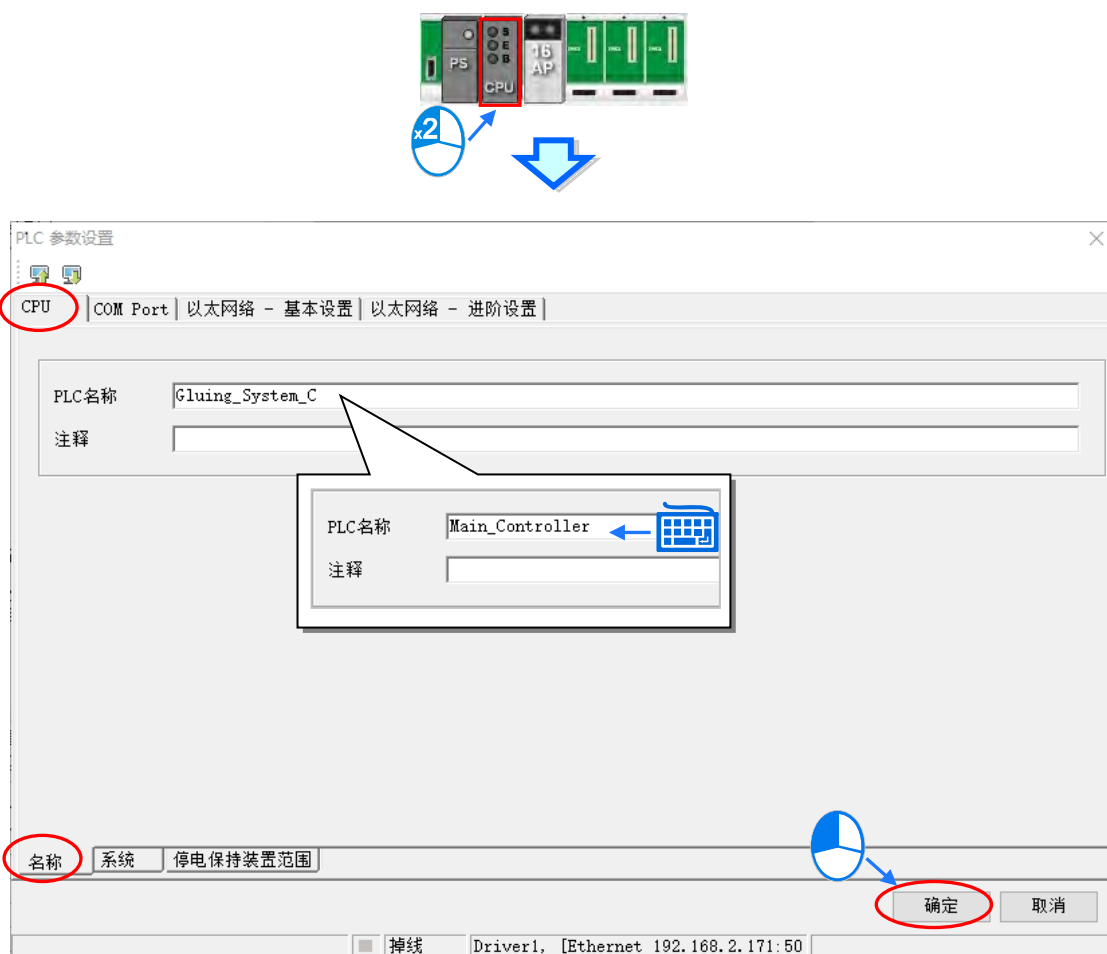 S
E
B
PS
CPU
16
AP
x2
PLC 参数设置
CPU
COM Port
以太网络 - 基本设置
以太网络 - 进阶设置
PLC名称
Gluing_System_C
注释
PLC名称
Main_Controller
注释
名称
系统
停电保持装置范围
确定
取消
掉线
Driver1, [Ethernet 192.168.2.171:50